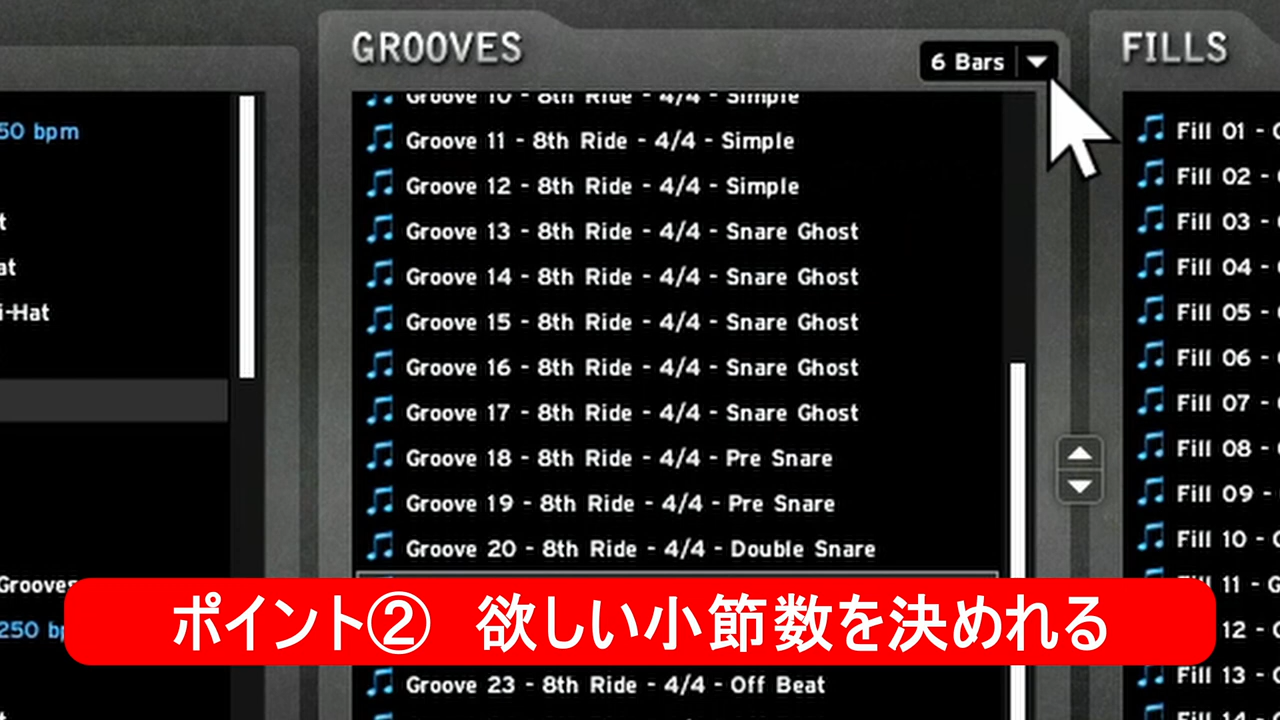 GROOVES
6 Bars
FILLS
50 bpm
t
at
i-Hat
Grooves
250 b
Groove 10 - 8th Ride - 4/4 - Simple
Groove 11 - 8th Ride - 4/4 - Simple
Groove 12 - 8th Ride - 4/4 - Simple
Groove 13 - 8th Ride - 4/4 - Snare Ghost
Groove 14 - 8th Ride - 4/4 - Snare Ghost
Groove 15 - 8th Ride - 4/4 - Snare Ghost
Groove 16 - 8th Ride - 4/4 - Snare Ghost
Groove 17 - 8th Ride - 4/4 - Snare Ghost
Groove 18 - 8th Ride - 4/4 - Pre Snare
Groove 19 - 8th Ride - 4/4 - Pre Snare
Groove 20 - 8th Ride - 4/4 - Double Snare
Groove 23 - 8th Ride - 4/4 - Off Beat
Fill 01 -
Fill 02 -
Fill 03 -
Fill 04 -
Fill 05 -
Fill 06 -
Fill 07 -
Fill 08 -
Fill 09 -
Fill 10 -
11 - G
12 -
Fill 13 -
Fill 14 -
ポイント② 欲しい小節数を決めれる